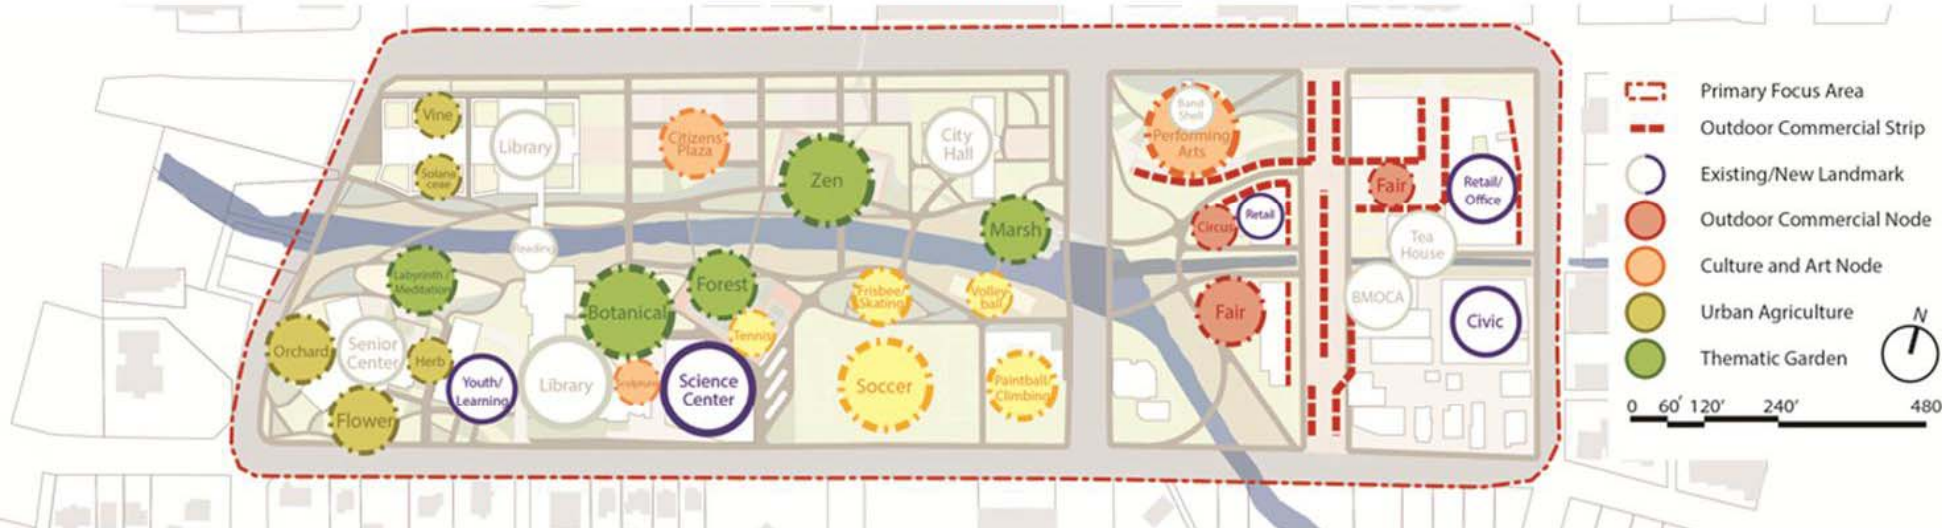 Vine
Solana
ceae
Library
Citizens
Plaza
Zen
City
Hall
Marsh
Reading
Labyrinth /
Meditation
Botanical
Forest
Tennis
Frisbee/
Skating
Volley
ball
Orchard
Senior
Center
Herb
Flower
Youth/
Learning
Library
Sculpture
Science
Center
Soccer
Paintball/
Climbing
Band
Shell
Performing
Arts
Circus
Retail
Fair
Fair
Retail/
Office
Tea
House
BMOCA
Civic
Primary Focus Area
Outdoor Commercial Strip
Existing/New Landmark
Outdoor Commercial Node
Culture and Art Node
Urban Agriculture
Thematic Garden
N
0 60' 120' 240' 480